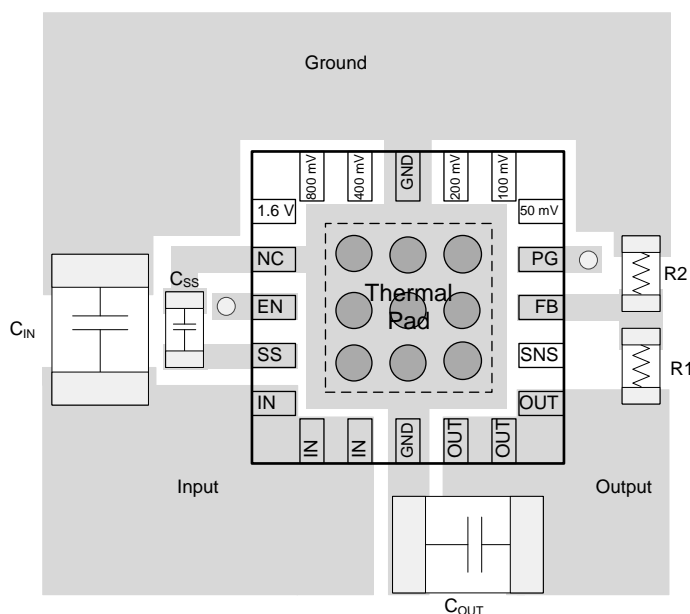 Ground
800 mV
400 mV
GND
200 mV
100 mV
1.6 V
50 mV
NC
PG
CSS
R2
EN
FB
Thermal
Pad
CIN
SS
SNS
R1
IN
OUT
IN
IN
GND
OUT
OUT
Input
Output
COUT